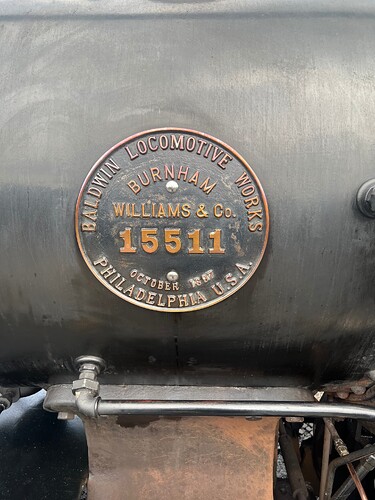 BALDWIN LOCOMOTIVE WORKS
BURNHAM
WILLIAMS & Co.
15511
OCTOBER 1897
PHILADELPHIA U.S.A.